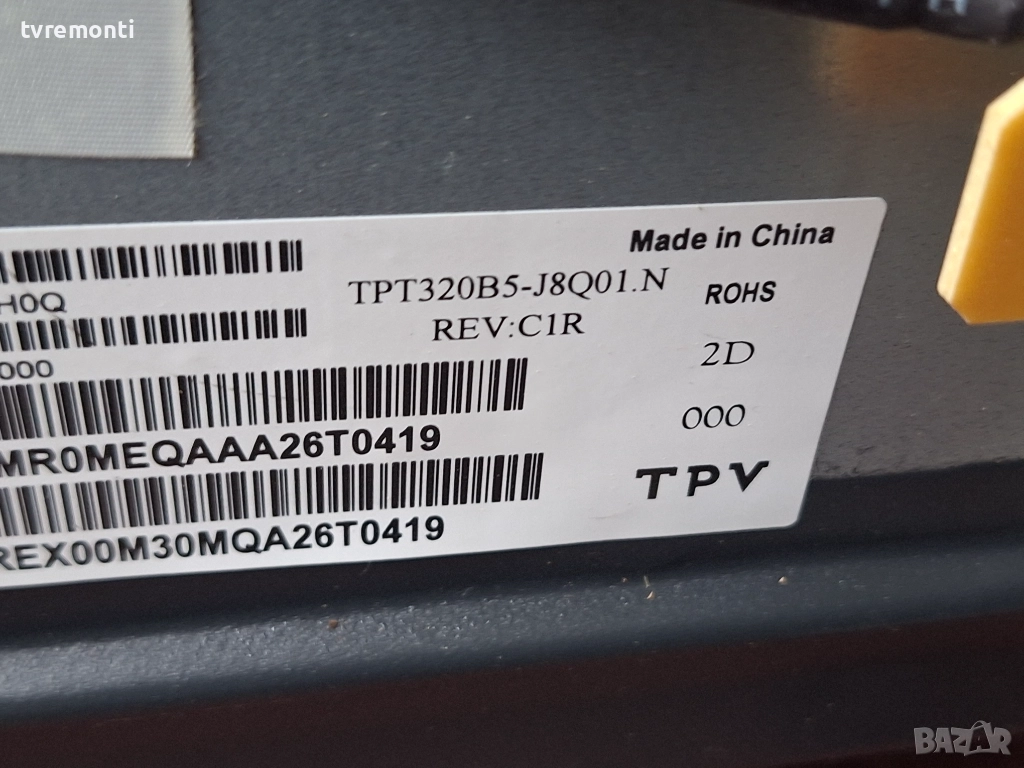 tvremonti
Made in China
H0Q
TPT320B5-J8Q01.N
ROHS
REV:C1R
000
2D
MR0MEQAAA26T0419
000
TPV
REX00M30MQA26T0419
BAZAR